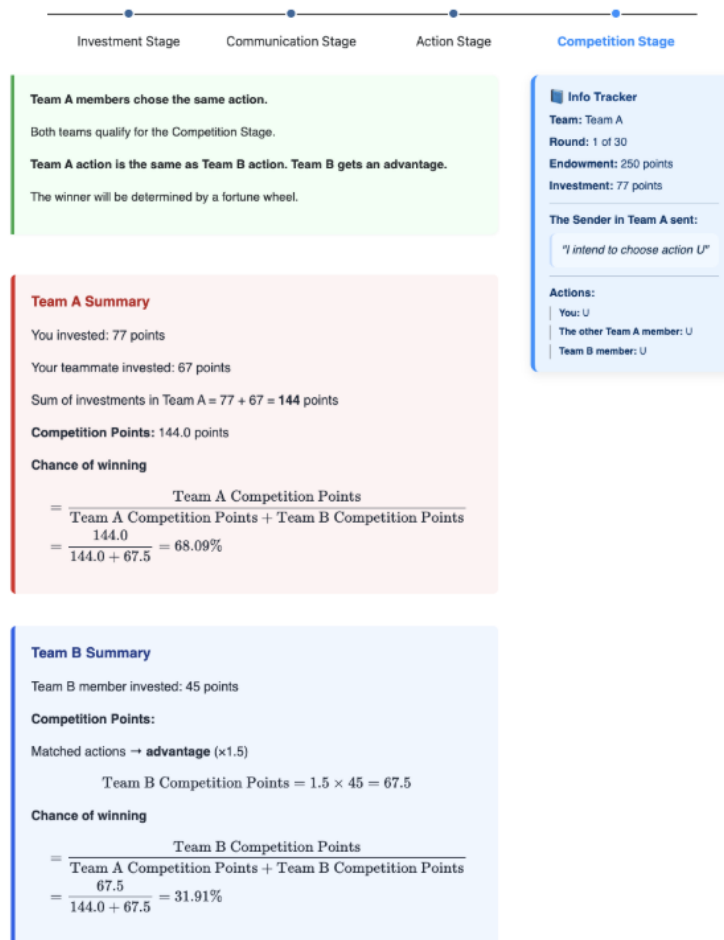 Investment Stage
Communication Stage
Action Stage
Competition Stage
Team A members chose the same action.
Both teams qualify for the Competition Stage.
Team A action is the same as Team B action. Team B gets an advantage.
The winner will be determined by a fortune wheel.
📘 Info Tracker
Team: Team A
Round: 1 of 30
Endowment: 250 points
Investment: 77 points
The Sender in Team A sent:
"I intend to choose action U"
Actions:
You: U
The other Team A member: U
Team B member: U
Team A Summary
You invested: 77 points
Your teammate invested: 67 points
Sum of investments in Team A = 77 + 67 = 144 points
Competition Points: 144.0 points
Chance of winning
= Team A Competition Points / Team A Competition Points + Team B Competition Points
= 144.0 / 144.0 + 67.5 = 68.09%
Team B Summary
Team B member invested: 45 points
Competition Points:
Matched actions → advantage (×1.5)
Team B Competition Points = 1.5 × 45 = 67.5
Chance of winning
= Team B Competition Points / Team A Competition Points + Team B Competition Points
= 67.5 / 144.0 + 67.5 = 31.91%